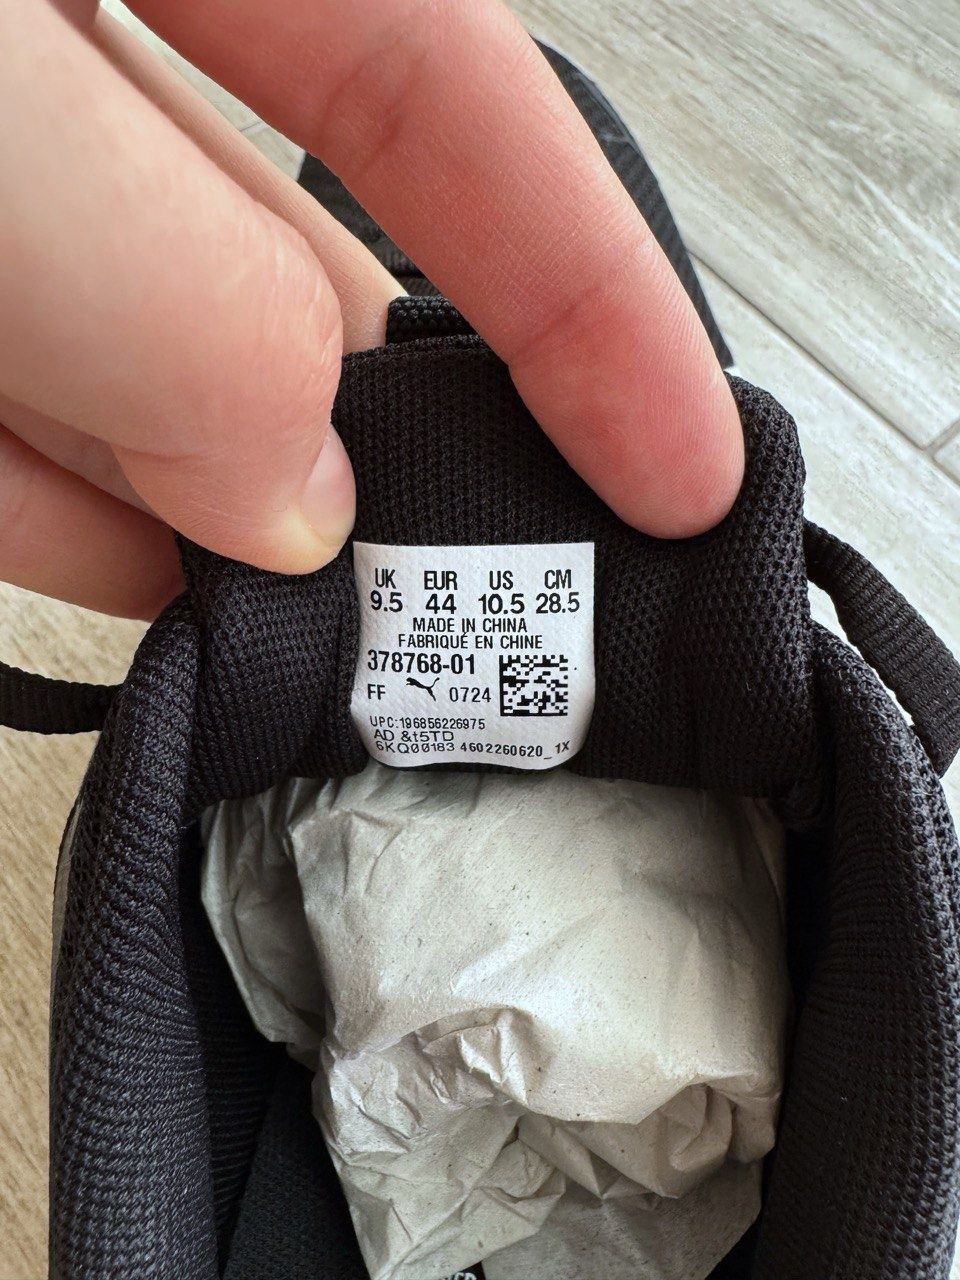 UK EUR US CM
9.5 44 10.5 28.5
MADE IN CHINA
FABRIQUÉ EN CHINE
378768-01
FF 0724
UPC:196856226975
AD &t5TD
6KQ00183 4602260620_1X